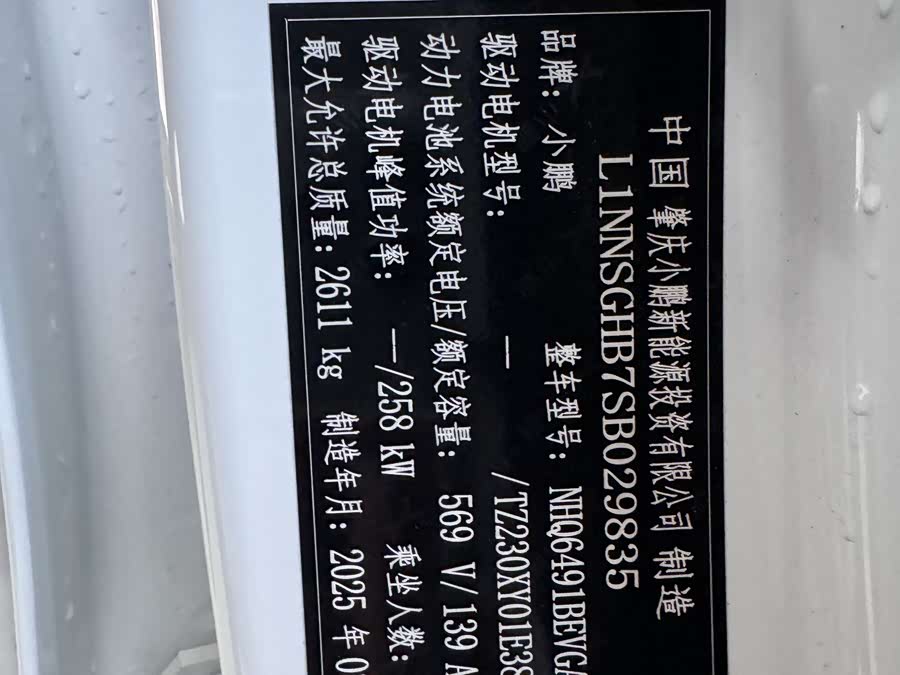 中国 肇庆小鹏新能源投资有限公司 制造
L1NNSGHB7SB029835
品牌：小鹏 整车型号：NHQ6491BEVGA
驱动电机型号： —— /TZ230XY01E38
动力电池系统额定电压/额定容量：569 V/139 A
驱动电机峰值功率： ——/258 kW 乘坐人数：
最大允许总质量：2611 kg 制造年月：2025 年0